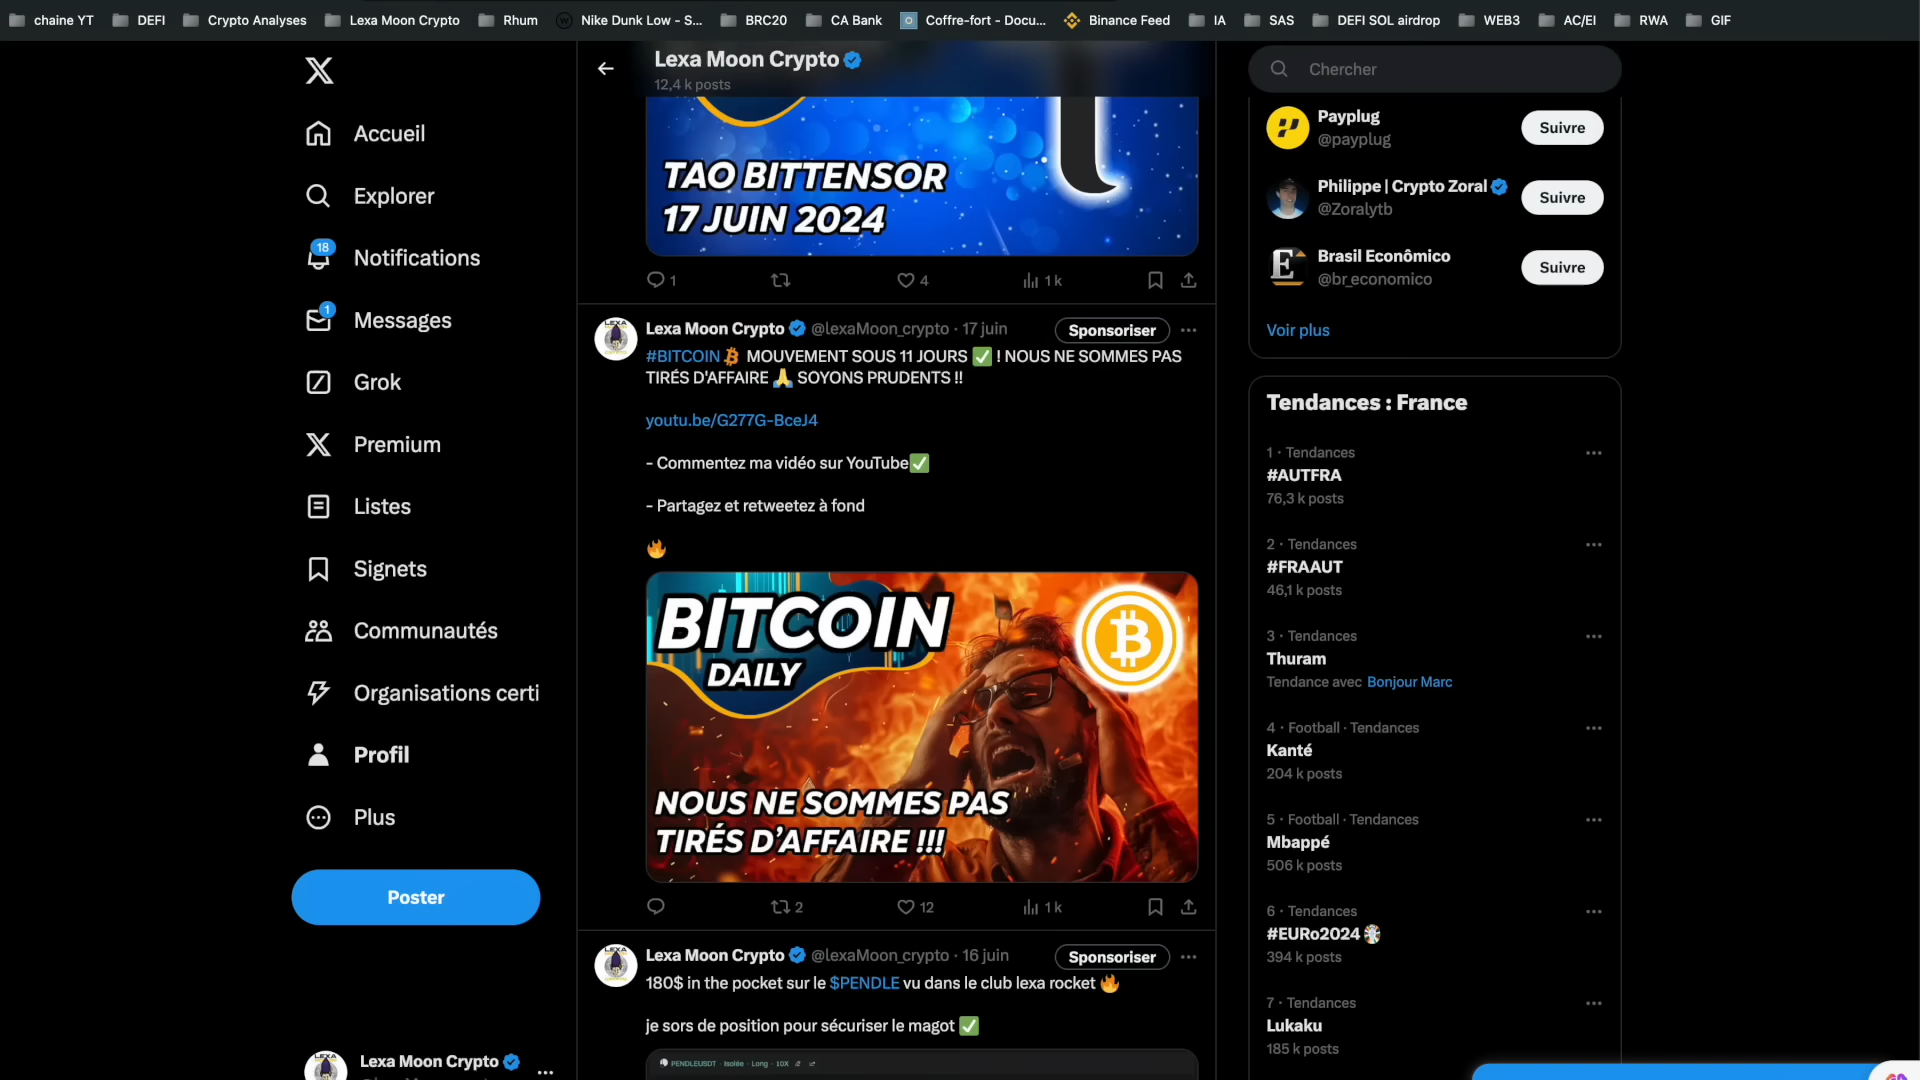 chaine YT
DEFI
Crypto Analyses
Lexa Moon Crypto
Rhum
Nike Dunk Low - S...
BRC20
CA Bank
Coffre-fort - Docu...
Binance Feed
IA
SAS
DEFI SOL airdrop
WEB3
AC/EI
RWA
GIF
Accueil
Explorer
18
Notifications
1
Messages
Grok
Premium
Listes
Signets
Communautés
Organisations certi
Profil
Plus
Poster
Lexa Moon Crypto
Lexa Moon Crypto
12,4 k posts
TAO BITTENSOR
17 JUIN 2024
1
4
1 k
Lexa Moon Crypto @lexaMoon_crypto · 17 juin
Sponsoriser
#BITCOIN MOUVEMENT SOUS 11 JOURS ✅ ! NOUS NE SOMMES PAS
TIRÉS D'AFFAIRE 🙏 SOYONS PRUDENTS !!
youtu.be/G277G-BceJ4
- Commentez ma vidéo sur YouTube✅
- Partagez et retweetez à fond
🔥
BITCOIN
DAILY
NOUS NE SOMMES PAS
TIRÉS D'AFFAIRE !!!
2
12
1 k
Lexa Moon Crypto @lexaMoon_crypto · 16 juin
Sponsoriser
180$ in the pocket sur le $PENDLE vu dans le club lexa rocket 🔥
je sors de position pour sécuriser le magot ✅
PENDLEUSDT · Isolée · Long · 10X
Chercher
Payplug
@payplug
Suivre
Philippe | Crypto Zoral
@Zoralytb
Suivre
Brasil Econômico
@br_economico
Suivre
Voir plus
Tendances : France
1 · Tendances
#AUTFRA
76,3 k posts
2 · Tendances
#FRAAUT
46,1 k posts
3 · Tendances
Thuram
Tendance avec Bonjour Marc
4 · Football · Tendances
Kanté
204 k posts
5 · Football · Tendances
Mbappé
506 k posts
6 · Tendances
#EURo2024
394 k posts
7 · Tendances
Lukaku
185 k posts